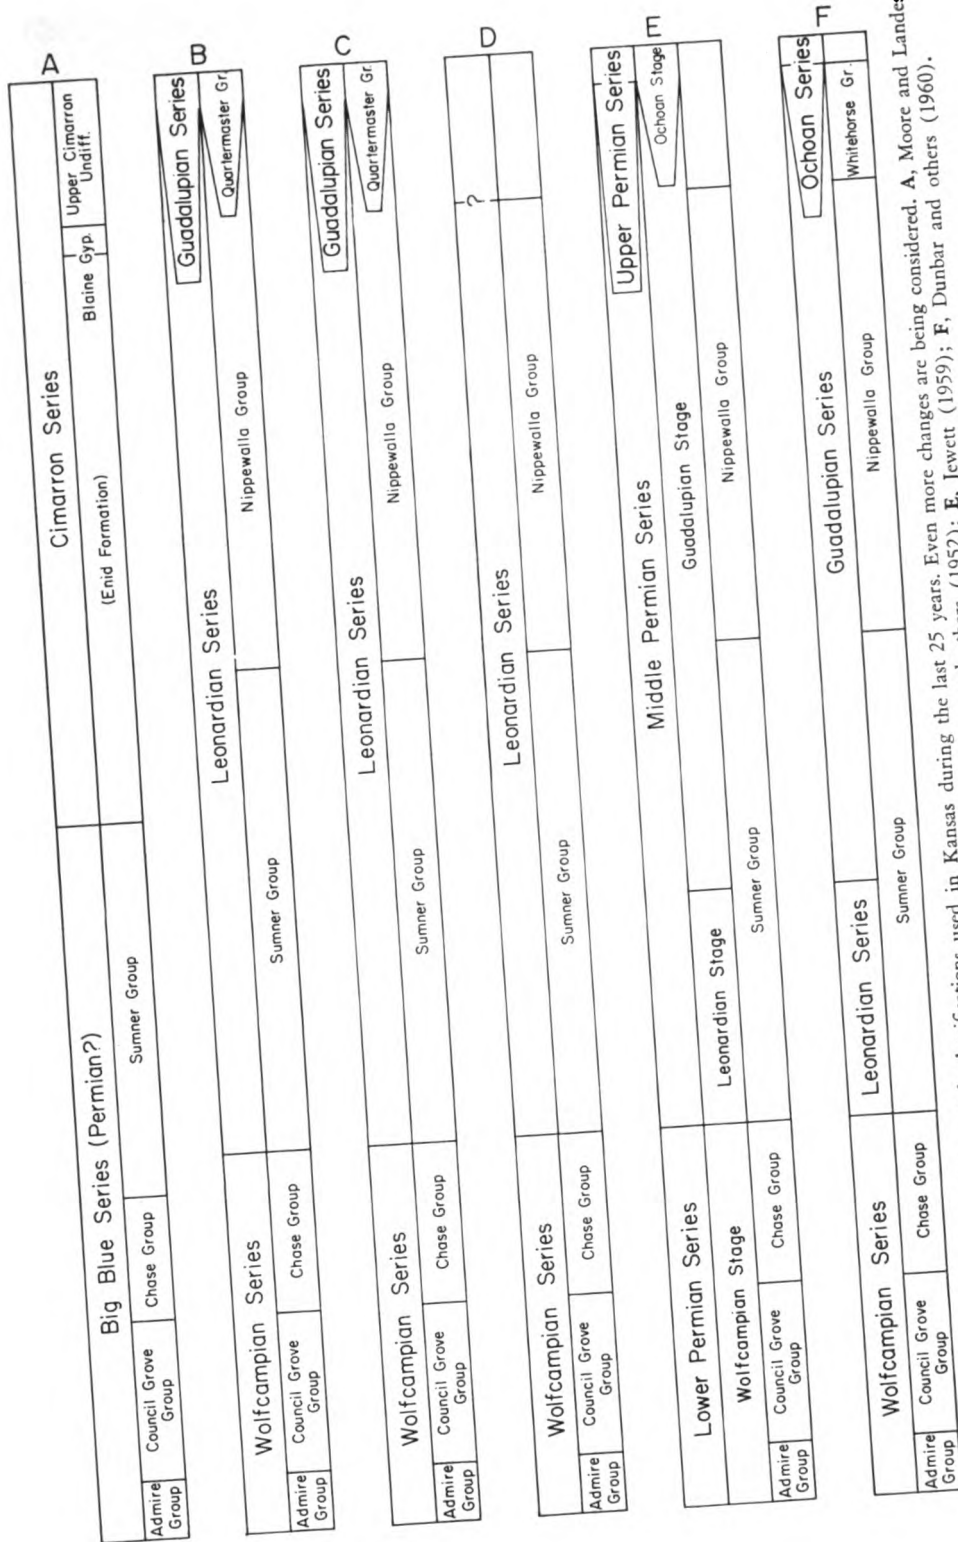 A
Cimarron Series
Blaine Gyp.
Upper Cimarron
Undiff.
(Enid Formation)
Big Blue Series (Permian?)
Sumner Group
Chase Group
Council Grove
Group
Admire
Group
B
Guadalupian Series
Quartermaster Gr.
Leonardian Series
Nippewalla Group
Sumner Group
Wolfcampian Series
Chase Group
Council Grove
Group
Admire
Group
C
Guadalupian Series
Quartermaster Gr.
Leonardian Series
Nippewalla Group
Sumner Group
Wolfcampian Series
Chase Group
Council Grove
Group
Admire
Group
D
?
Leonardian Series
Nippewalla Group
Sumner Group
Wolfcampian Series
Chase Group
Council Grove
Group
Admire
Group
E
Upper Permian Series
Ochoan Stage
Middle Permian Series
Guadalupian Stage
Nippewalla Group
Leonardian Stage
Sumner Group
Lower Permian Series
Wolfcampian Stage
Chase Group
Council Grove
Group
Admire
Group
F
Ochoan Series
Whitehorse Gr.
Guadalupian Series
Nippewalla Group
Leonardian Series
Sumner Group
Wolfcampian Series
Chase Group
Council Grove
Group
Admire
Group
used in Kansas during the last 25 years. Even more changes are being considered. A, Moore and Landes
(1952); E, Jewett (1959); F, Dunbar and others (1960).